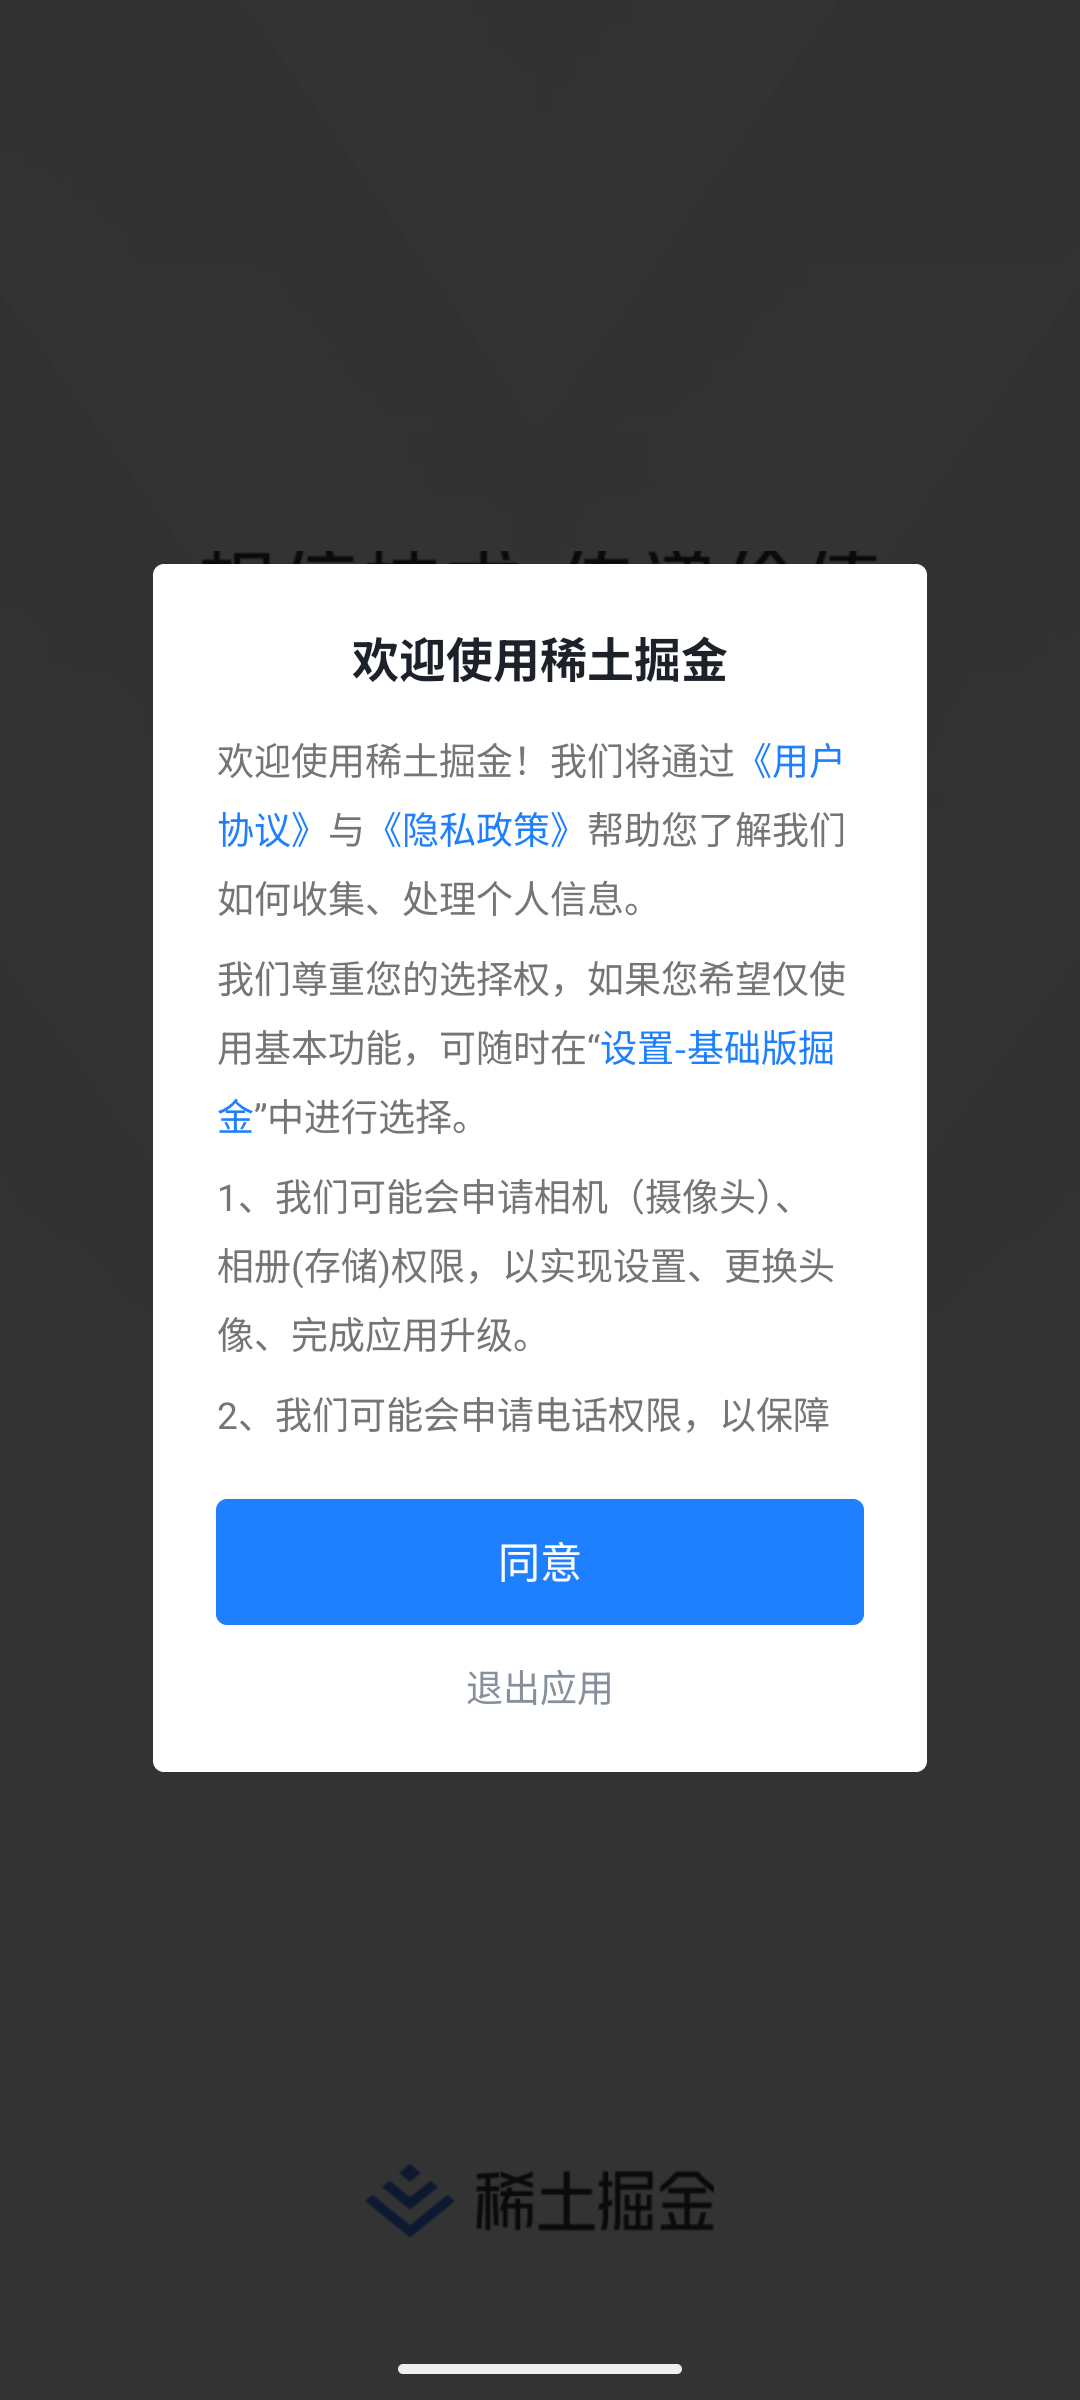 欢迎使用稀土掘金
欢迎使用稀土掘金！我们将通过《用户
协议》与《隐私政策》帮助您了解我们
如何收集、处理个人信息。
我们尊重您的选择权，如果您希望仅使
用基本功能，可随时在“设置-基础版掘
金”中进行选择。
1、我们可能会申请相机（摄像头）、
相册(存储)权限，以实现设置、更换头
像、完成应用升级。
2、我们可能会申请电话权限，以保障
同意
退出应用
稀土掘金